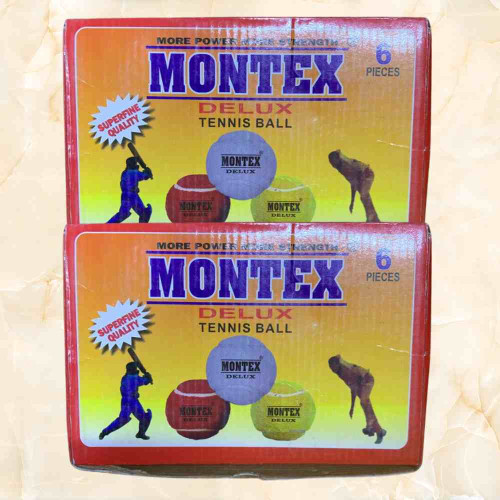 MORE POWER MORE STRENGTH
MONTEX
6
PIECES
DELUX
TENNIS BALL
SUPERFINE
QUALITY
MONTEX
DELUX
MONTEX
DELUX
MONTEX
DELUX
MORE POWER MORE STRENGTH
MONTEX
6
PIECES
DELUX
TENNIS BALL
SUPERFINE
QUALITY
MONTEX
DELUX
MONTEX
DELUX
MONTEX
DELUX